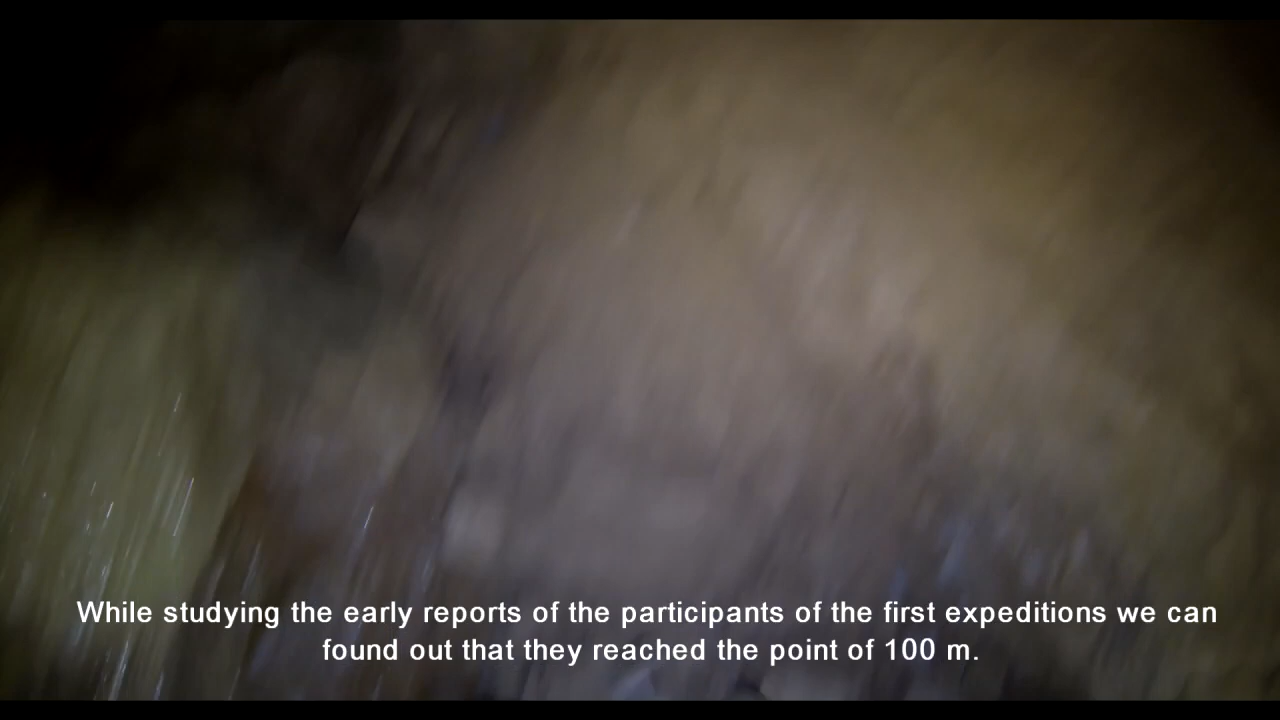 While studying the early reports of the participants of the first expeditions we can
found out that they reached the point of 100 m.